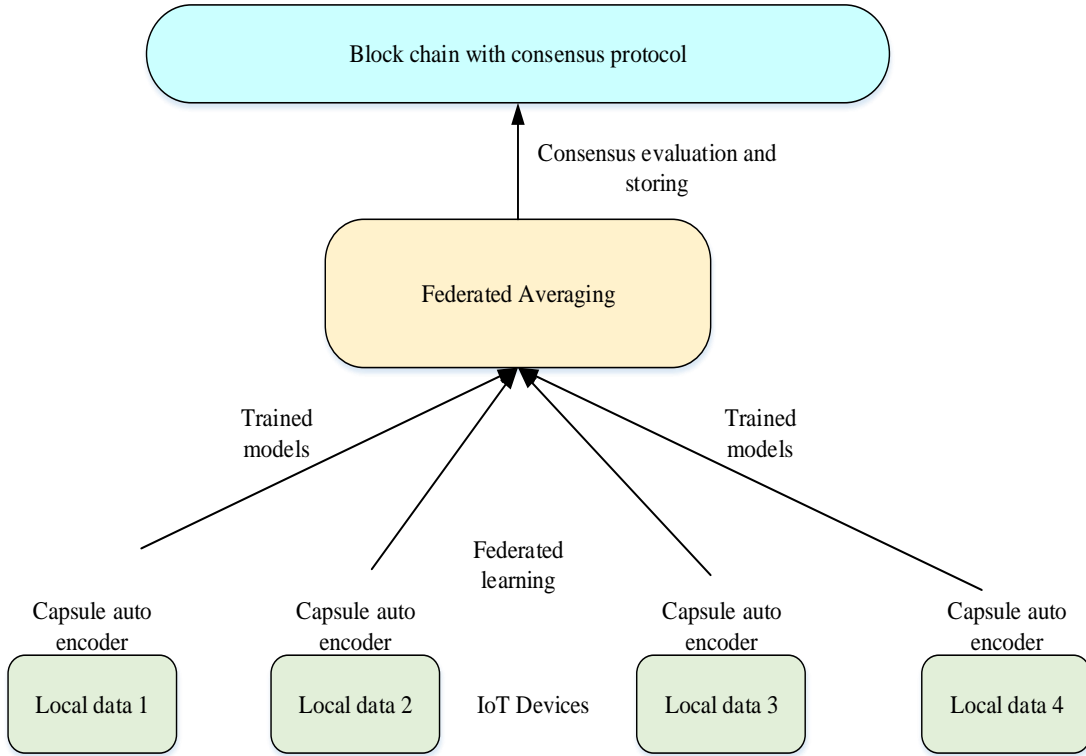 Block chain with consensus protocol
Consensus evaluation and
storing
Federated Averaging
Trained
models
Trained
models
Federated
learning
Capsule auto
encoder
Capsule auto
encoder
Capsule auto
encoder
Capsule auto
encoder
Local data 1
Local data 2
IoT Devices
Local data 3
Local data 4